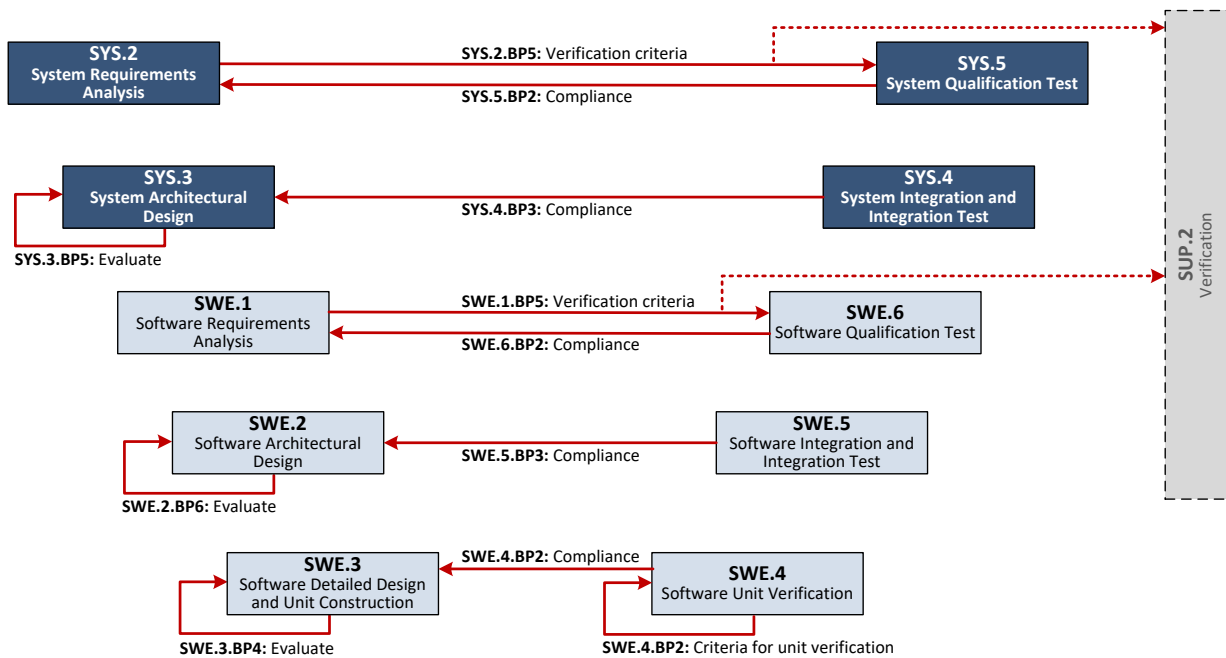 SYS.2
System Requirements
Analysis
SYS.2.BP5: Verification criteria
SYS.5.BP2: Compliance
SYS.5
System Qualification Test
SYS.3
System Architectural
Design
SYS.3.BP5: Evaluate
SYS.4.BP3: Compliance
SYS.4
System Integration and
Integration Test
SUP.2
Verification
SWE.1
Software Requirements
Analysis
SWE.1.BP5: Verification criteria
SWE.6.BP2: Compliance
SWE.6
Software Qualification Test
SWE.2
Software Architectural
Design
SWE.2.BP6: Evaluate
SWE.5.BP3: Compliance
SWE.5
Software Integration and
Integration Test
SWE.3
Software Detailed Design
and Unit Construction
SWE.3.BP4: Evaluate
SWE.4.BP2: Compliance
SWE.4
Software Unit Verification
SWE.4.BP2: Criteria for unit verification